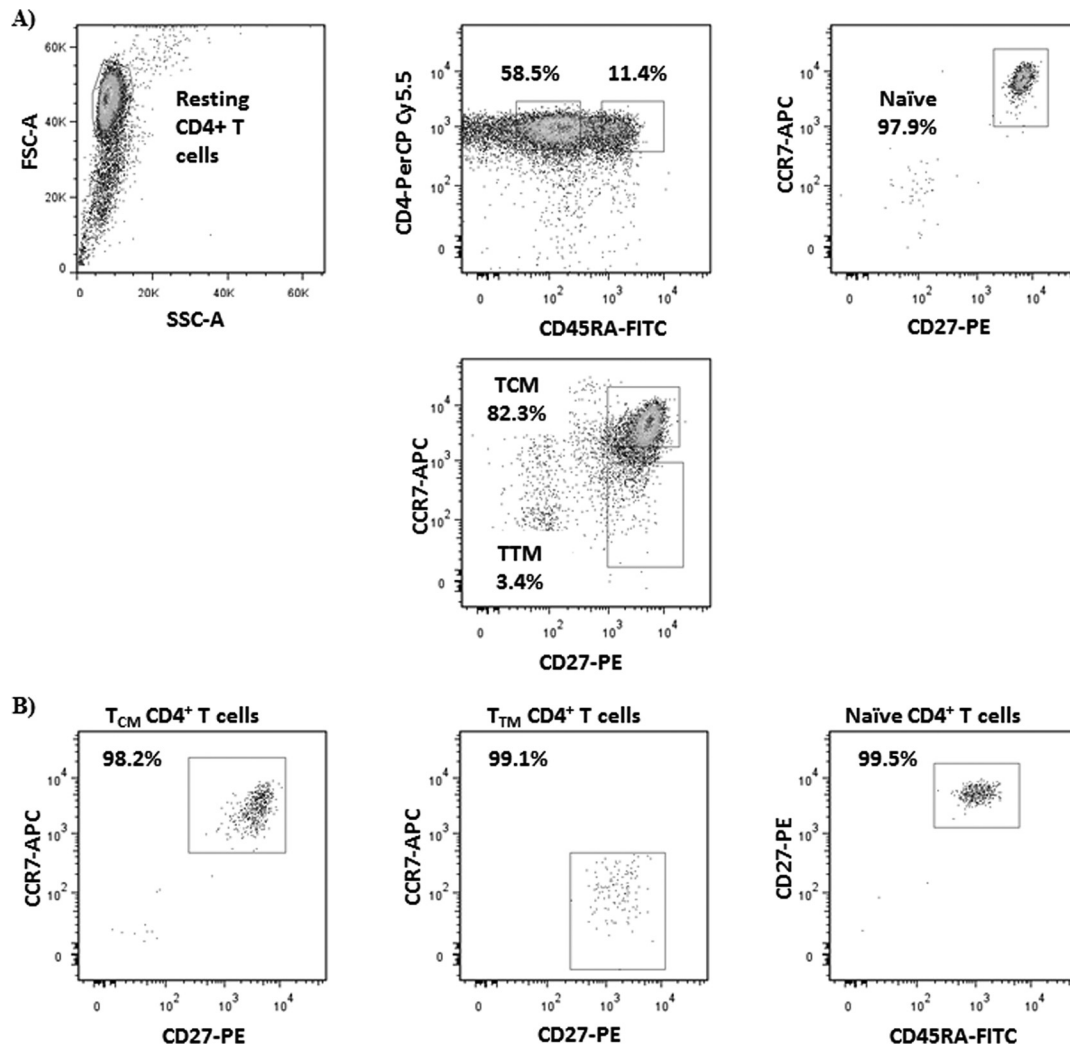 A)
60K
40K
20K
0
FSC-A
Resting
CD4+ T
cells
0 20K 40K 60K
SSC-A
58.5% 11.4%
10^4
10^3
10^2
0
CD4-PerCP Cy5.5
0 10^2 10^3 10^4
CD45RA-FITC
Naïve
97.9%
10^4
10^3
10^2
0
CCR7-APC
0 10^2 10^3 10^4
CD27-PE
TCM
82.3%
TTM
3.4%
10^4
10^3
10^2
0
CCR7-APC
0 10^2 10^3 10^4
CD27-PE
B)
T_CM CD4+ T cells
98.2%
10^4
10^3
10^2
0
CCR7-APC
0 10^2 10^3 10^4
CD27-PE
T_TM CD4+ T cells
99.1%
10^4
10^3
10^2
0
CCR7-APC
0 10^2 10^3 10^4
CD27-PE
Naïve CD4+ T cells
99.5%
10^4
10^3
10^2
0
CD27-PE
0 10^2 10^3 10^4
CD45RA-FITC